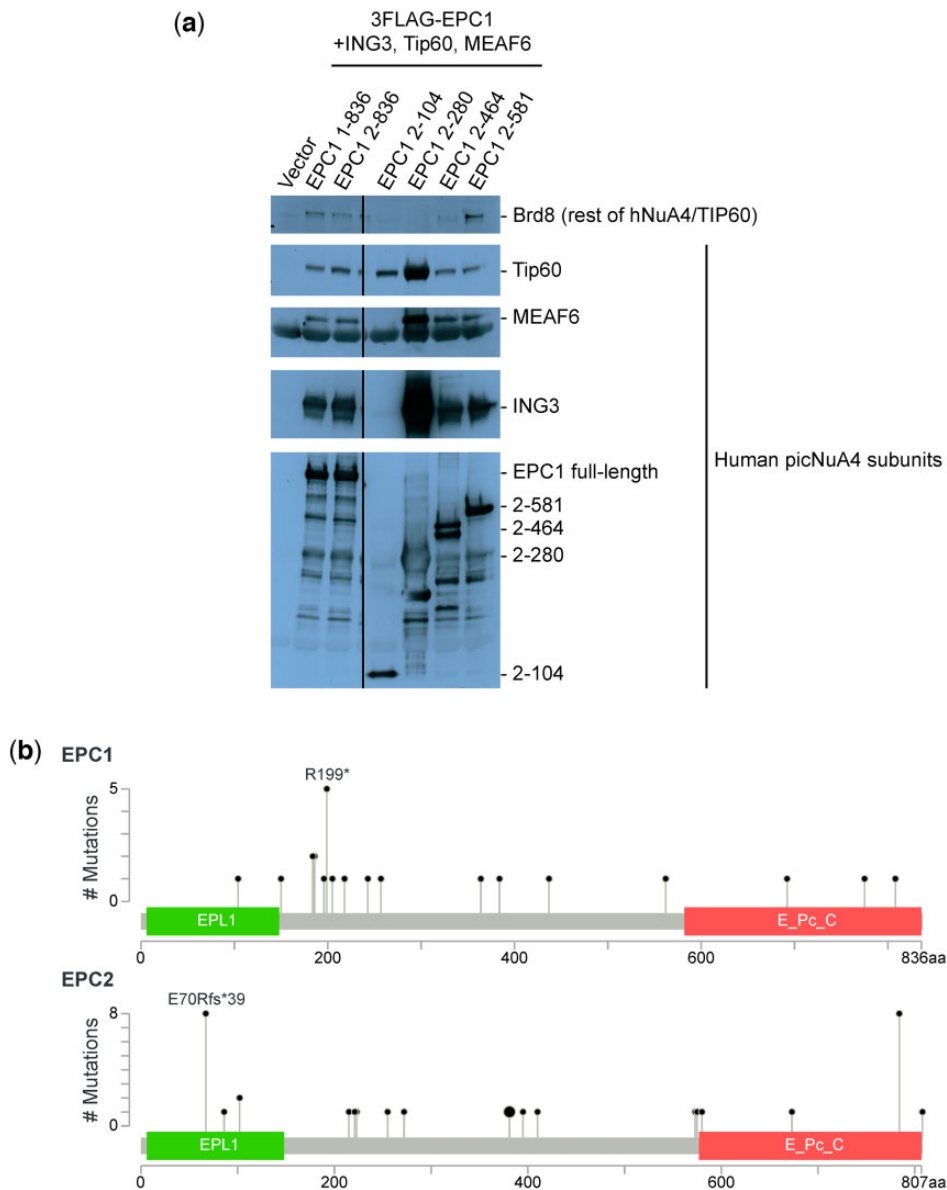 (a)
3FLAG-EPC1
+ING3, Tip60, MEAF6
Vector
EPC1 1-836
EPC1 2-836
EPC1 2-104
EPC1 2-280
EPC1 2-464
EPC1 2-581
- Brd8 (rest of hNuA4/TIP60)
- Tip60
- MEAF6
- ING3
- EPC1 full-length
- 2-581
- 2-464
- 2-280
- 2-104
Human picNuA4 subunits
(b)
EPC1
R199*
# Mutations
5
0
EPL1
E_Pc_C
0 200 400 600 836aa
EPC2
E70Rfs*39
# Mutations
8
0
EPL1
E_Pc_C
0 200 400 600 807aa